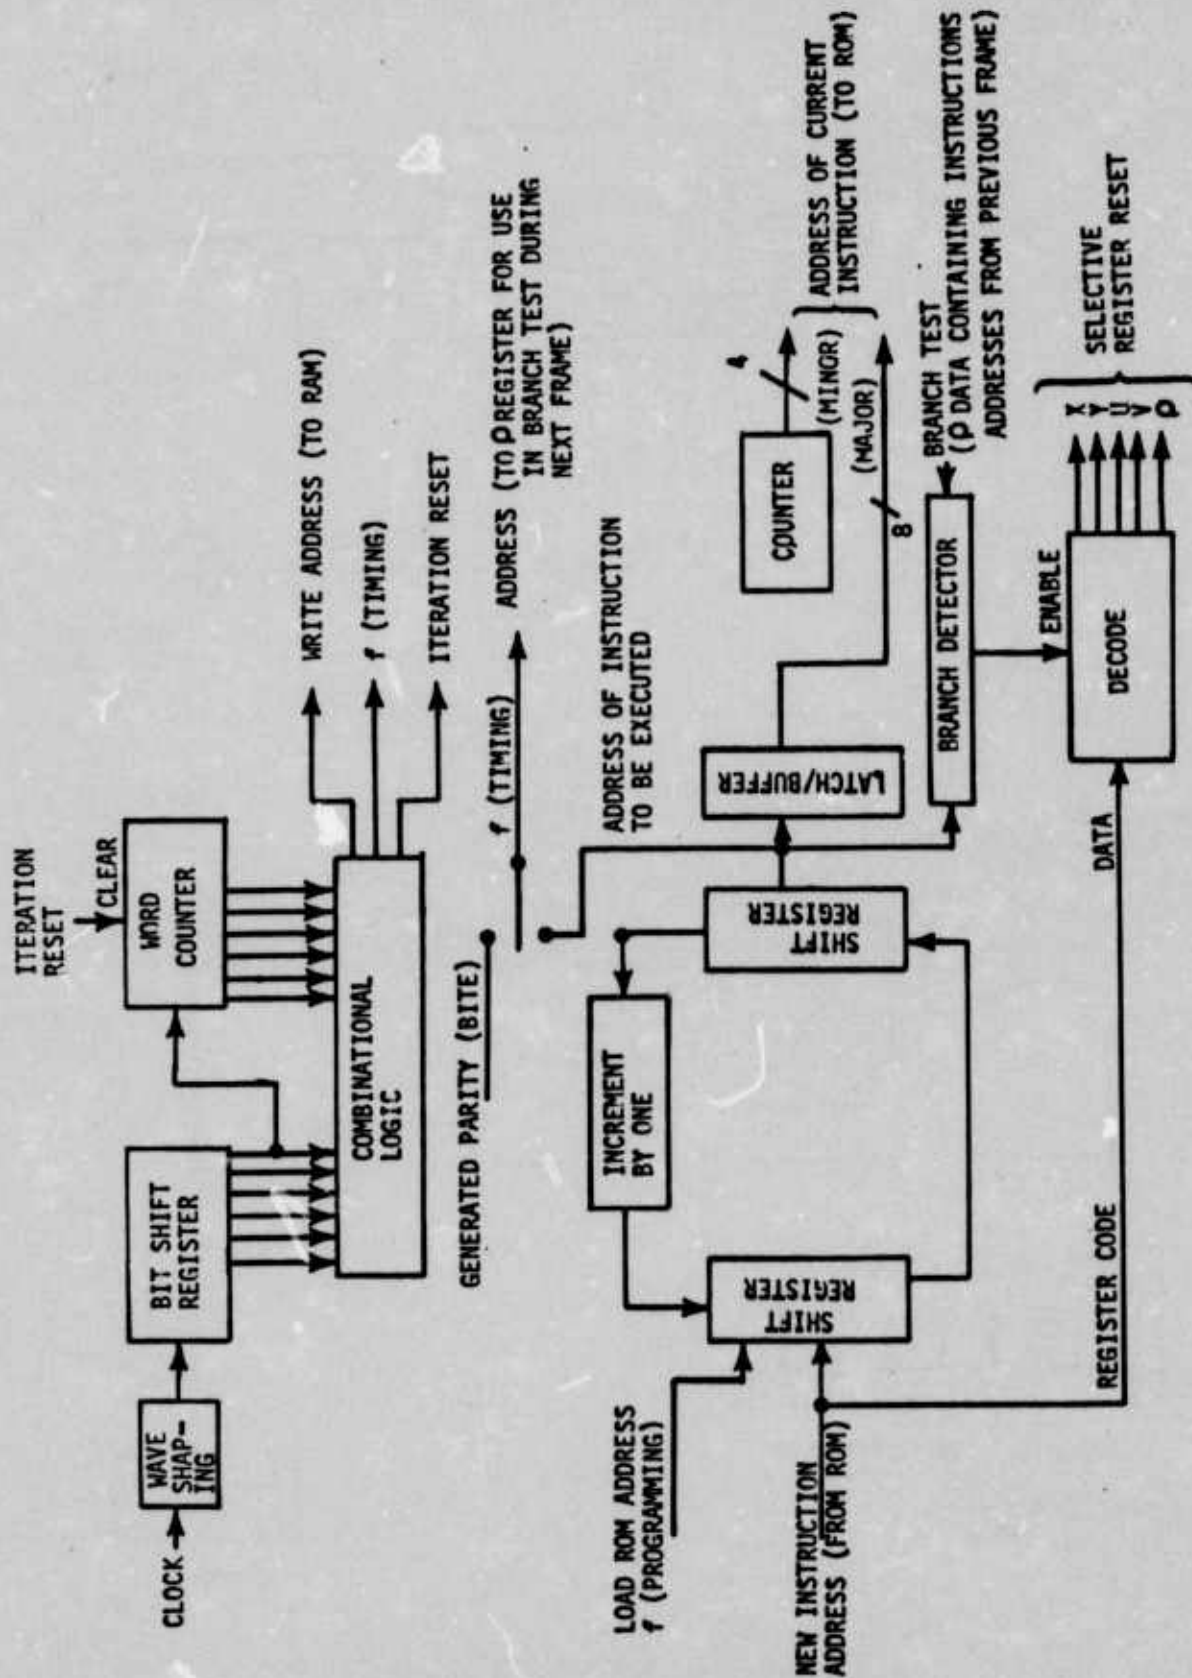 CLOCK
WAVE
SHAP-
ING
BIT SHIFT
REGISTER
ITERATION
RESET
CLEAR
WORD
COUNTER
COMBINATIONAL
LOGIC
WRITE ADDRESS (TO RAM)
f (TIMING)
ITERATION RESET
GENERATED PARITY (BITE)
f (TIMING)
ADDRESS (TO ρ REGISTER FOR USE
IN BRANCH TEST DURING
NEXT FRAME)
ADDRESS OF INSTRUCTION
TO BE EXECUTED
LOAD ROM ADDRESS
f (PROGRAMMING)
NEW INSTRUCTION
ADDRESS (FROM ROM)
SHIFT
REGISTER
INCREMENT
BY ONE
SHIFT
REGISTER
LATCH/BUFFER
COUNTER
4
(MINOR)
(MAJOR)
8
ADDRESS OF CURRENT
INSTRUCTION (TO ROM)
BRANCH DETECTOR
BRANCH TEST
(ρ DATA CONTAINING INSTRUCTIONS
ADDRESSES FROM PREVIOUS FRAME)
ENABLE
REGISTER CODE
DATA
DECODE
X
Y
U
V
ρ
SELECTIVE
REGISTER RESET